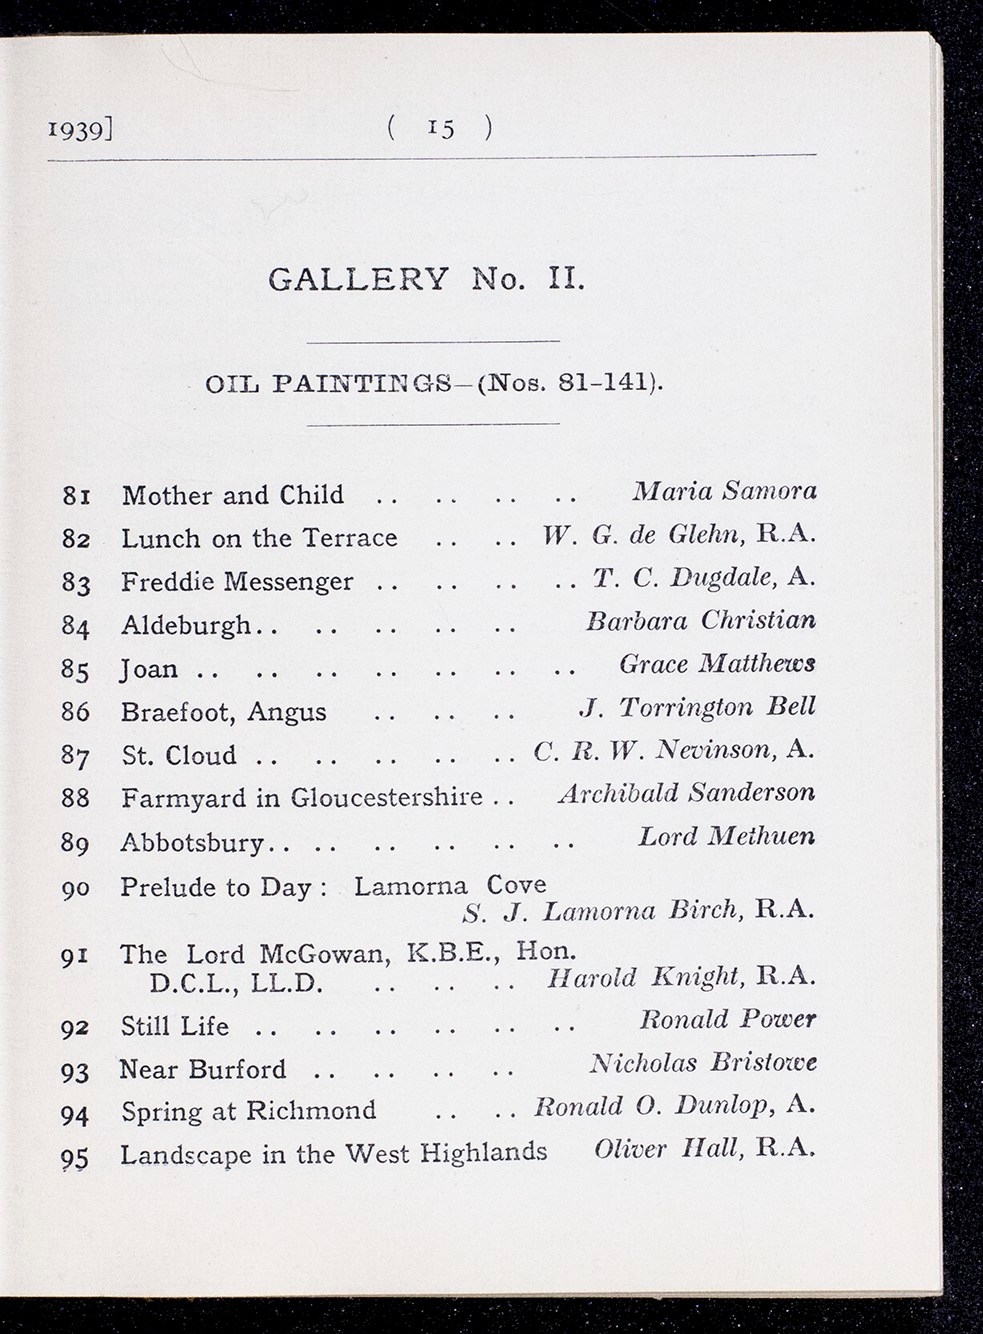 1939] ( 15 )
GALLERY No. II.
OIL PAINTINGS—(Nos. 81-141).
81 Mother and Child .. .. .. .. Maria Samora
82 Lunch on the Terrace .. .. W. G. de Glehn, R.A.
83 Freddie Messenger .. .. .. .. T. C. Dugdale, A.
84 Aldeburgh.. .. .. .. .. Barbara Christian
85 Joan .. .. .. .. .. .. .. Grace Matthews
86 Braefoot, Angus .. .. .. J. Torrington Bell
87 St. Cloud .. .. .. .. .. C. R. W. Nevinson, A.
88 Farmyard in Gloucestershire .. Archibald Sanderson
89 Abbotsbury.. .. .. .. .. .. Lord Methuen
90 Prelude to Day : Lamorna Cove
S. J. Lamorna Birch, R.A.
91 The Lord McGowan, K.B.E., Hon.
D.C.L., LL.D. .. .. .. Harold Knight, R.A.
92 Still Life .. .. .. .. .. .. Ronald Power
93 Near Burford .. .. .. .. Nicholas Bristowe
94 Spring at Richmond .. .. Ronald O. Dunlop, A.
95 Landscape in the West Highlands Oliver Hall, R.A.